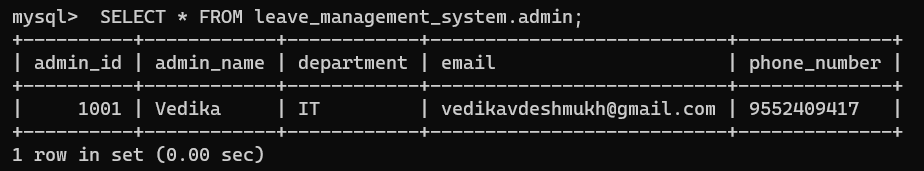 mysql>  SELECT * FROM leave_management_system.admin;
+----------+------------+------------+-------------------------+--------------+
| admin_id | admin_name | department | email                   | phone_number |
+----------+------------+------------+-------------------------+--------------+
|     1001 | Vedika     | IT         | vedikavdeshmukh@gmail.com | 9552409417   |
+----------+------------+------------+-------------------------+--------------+
1 row in set (0.00 sec)